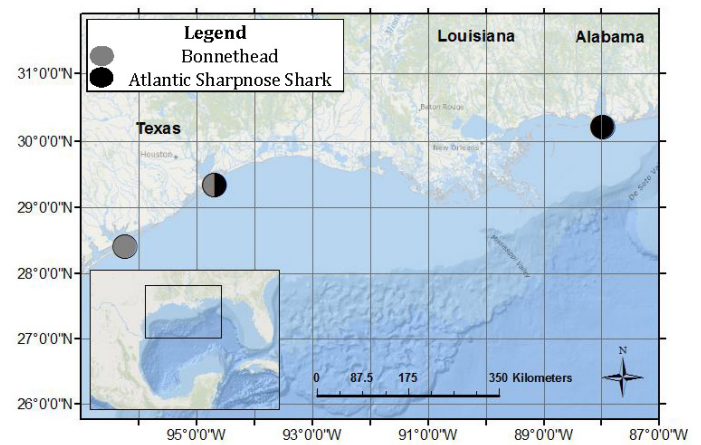 Legend
Bonnethead
Atlantic Sharpnose Shark
Louisiana
Alabama
31°0'0"N
Baton Rouge
30°0'0"N
Texas
Houston
New Orleans
29°0'0"N
28°0'0"N
Mississippi Valley
27°0'0"N
N
0 87.5 175 350 Kilometers
26°0'0"N
95°0'0"W
93°0'0"W
91°0'0"W
89°0'0"W
87°0'0"W